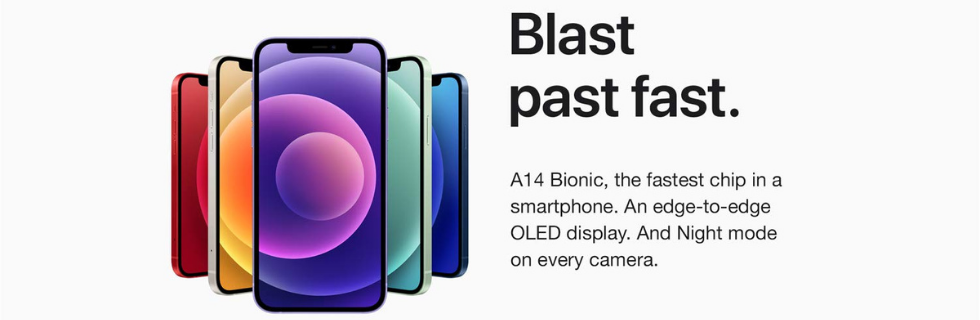 Blast
past fast.
A14 Bionic, the fastest chip in a
smartphone. An edge-to-edge
OLED display. And Night mode
on every camera.